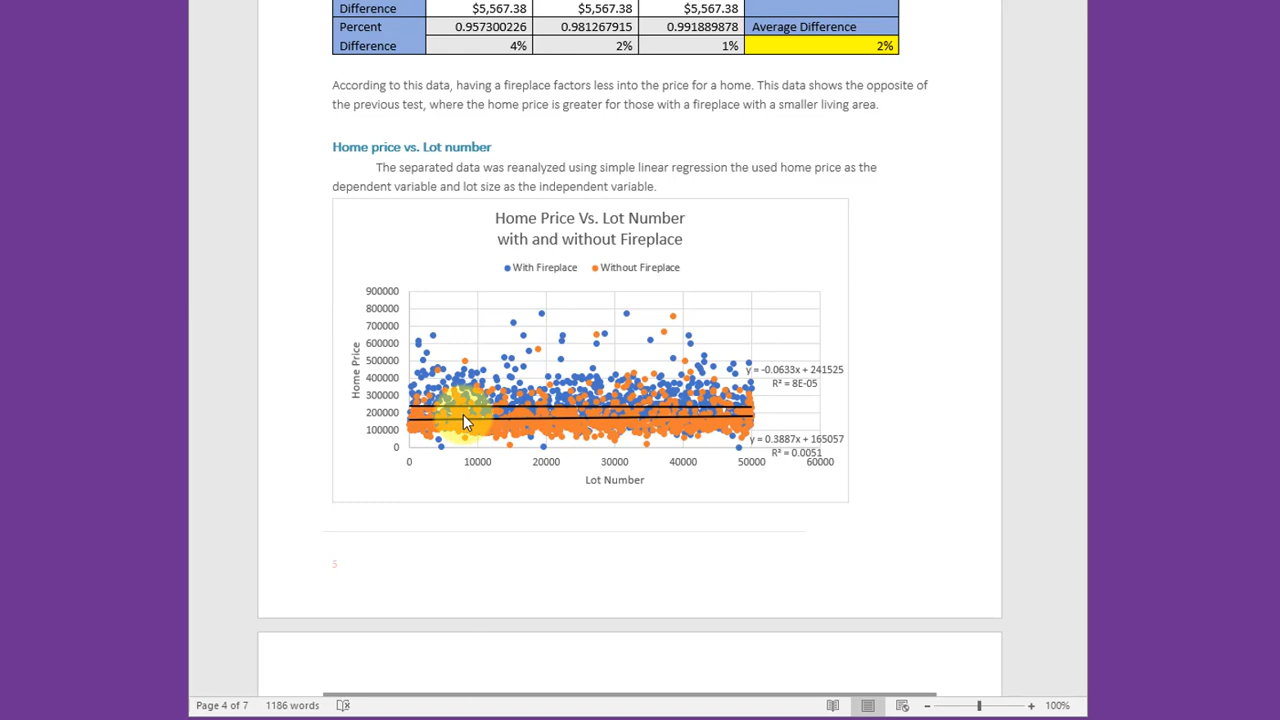 Difference $5,567.38 $5,567.38 $5,567.38
Percent 0.957300226 0.981267915 0.991889878 Average Difference
Difference 4% 2% 1% 2%
According to this data, having a fireplace factors less into the price for a home. This data shows the opposite of
the previous test, where the home price is greater for those with a fireplace with a smaller living area.
Home price vs. Lot number
The separated data was reanalyzed using simple linear regression the used home price as the
dependent variable and lot size as the independent variable.
Home Price Vs. Lot Number
with and without Fireplace
With Fireplace Without Fireplace
900000
800000
700000
600000
500000
400000
300000
200000
100000
0
Home Price
y = -0.0633x + 241525
R² = 8E-05
y = 0.3887x + 165057
R² = 0.0051
0 10000 20000 30000 40000 50000 60000
Lot Number
5
Page 4 of 7 1186 words 100%